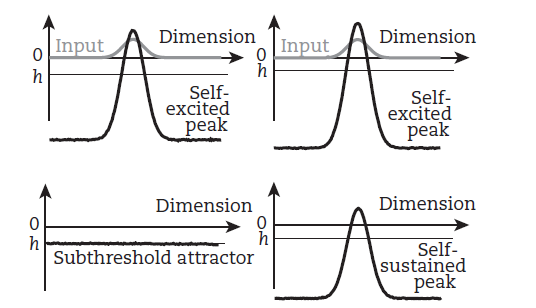 Input
Dimension
0
h
Self-
excited
peak
Input
Dimension
0
h
Self-
excited
peak
Dimension
0
h
Subthreshold attractor
Dimension
0
h
Self-
sustained
peak